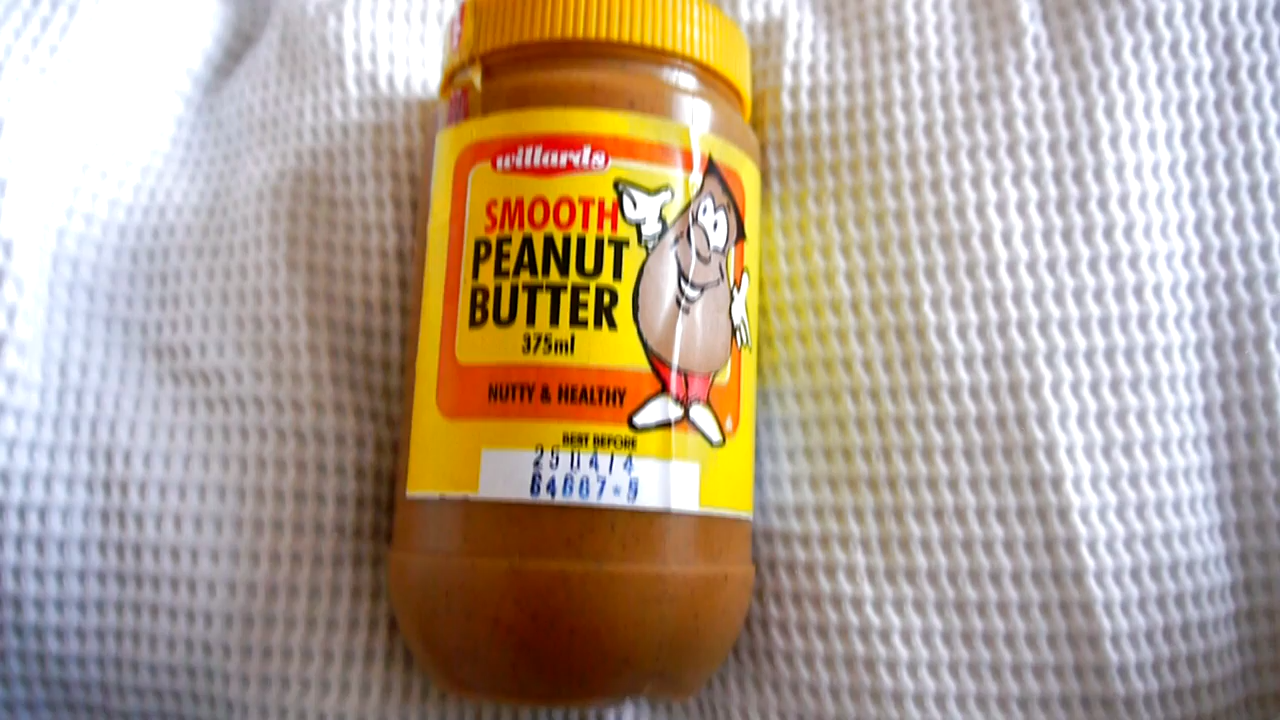 willards
SMOOTH
PEANUT
BUTTER
375ml
NUTTY & HEALTHY
BEST BEFORE
250414